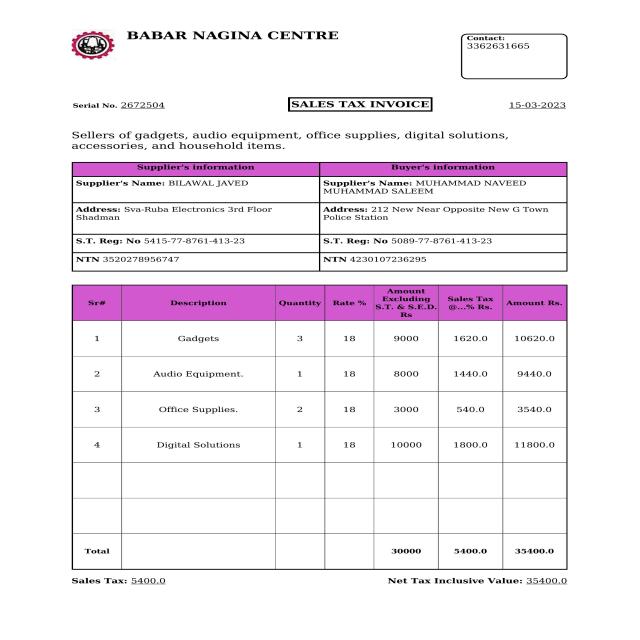 BABAR NAGINA CENTRE
Contact:
3362631665
Serial No. 2672504
SALES TAX INVOICE
15-03-2023
Sellers of gadgets, audio equipment, office supplies, digital solutions,
accessories, and household items.
Supplier's information Buyer's information
Supplier's Name: BILAWAL JAVED
Supplier's Name: MUHAMMAD NAVEED
MUHAMMAD SALEEM
Address: Sva-Ruba Electronics 3rd Floor
Shadman
Address: 212 New Near Opposite New G Town
Police Station
S.T. Reg: No 5415-77-8761-413-23
S.T. Reg: No 5089-77-8761-413-23
NTN 3520278956747
NTN 4230107236295
Sr# Description Quantity Rate % Amount Excluding S.T. & S.E.D. Rs Sales Tax @...% Rs. Amount Rs.
1 Gadgets 3 18 9000 1620.0 10620.0
2 Audio Equipment. 1 18 8000 1440.0 9440.0
3 Office Supplies. 2 18 3000 540.0 3540.0
4 Digital Solutions 1 18 10000 1800.0 11800.0
Total 30000 5400.0 35400.0
Sales Tax: 5400.0 Net Tax Inclusive Value: 35400.0